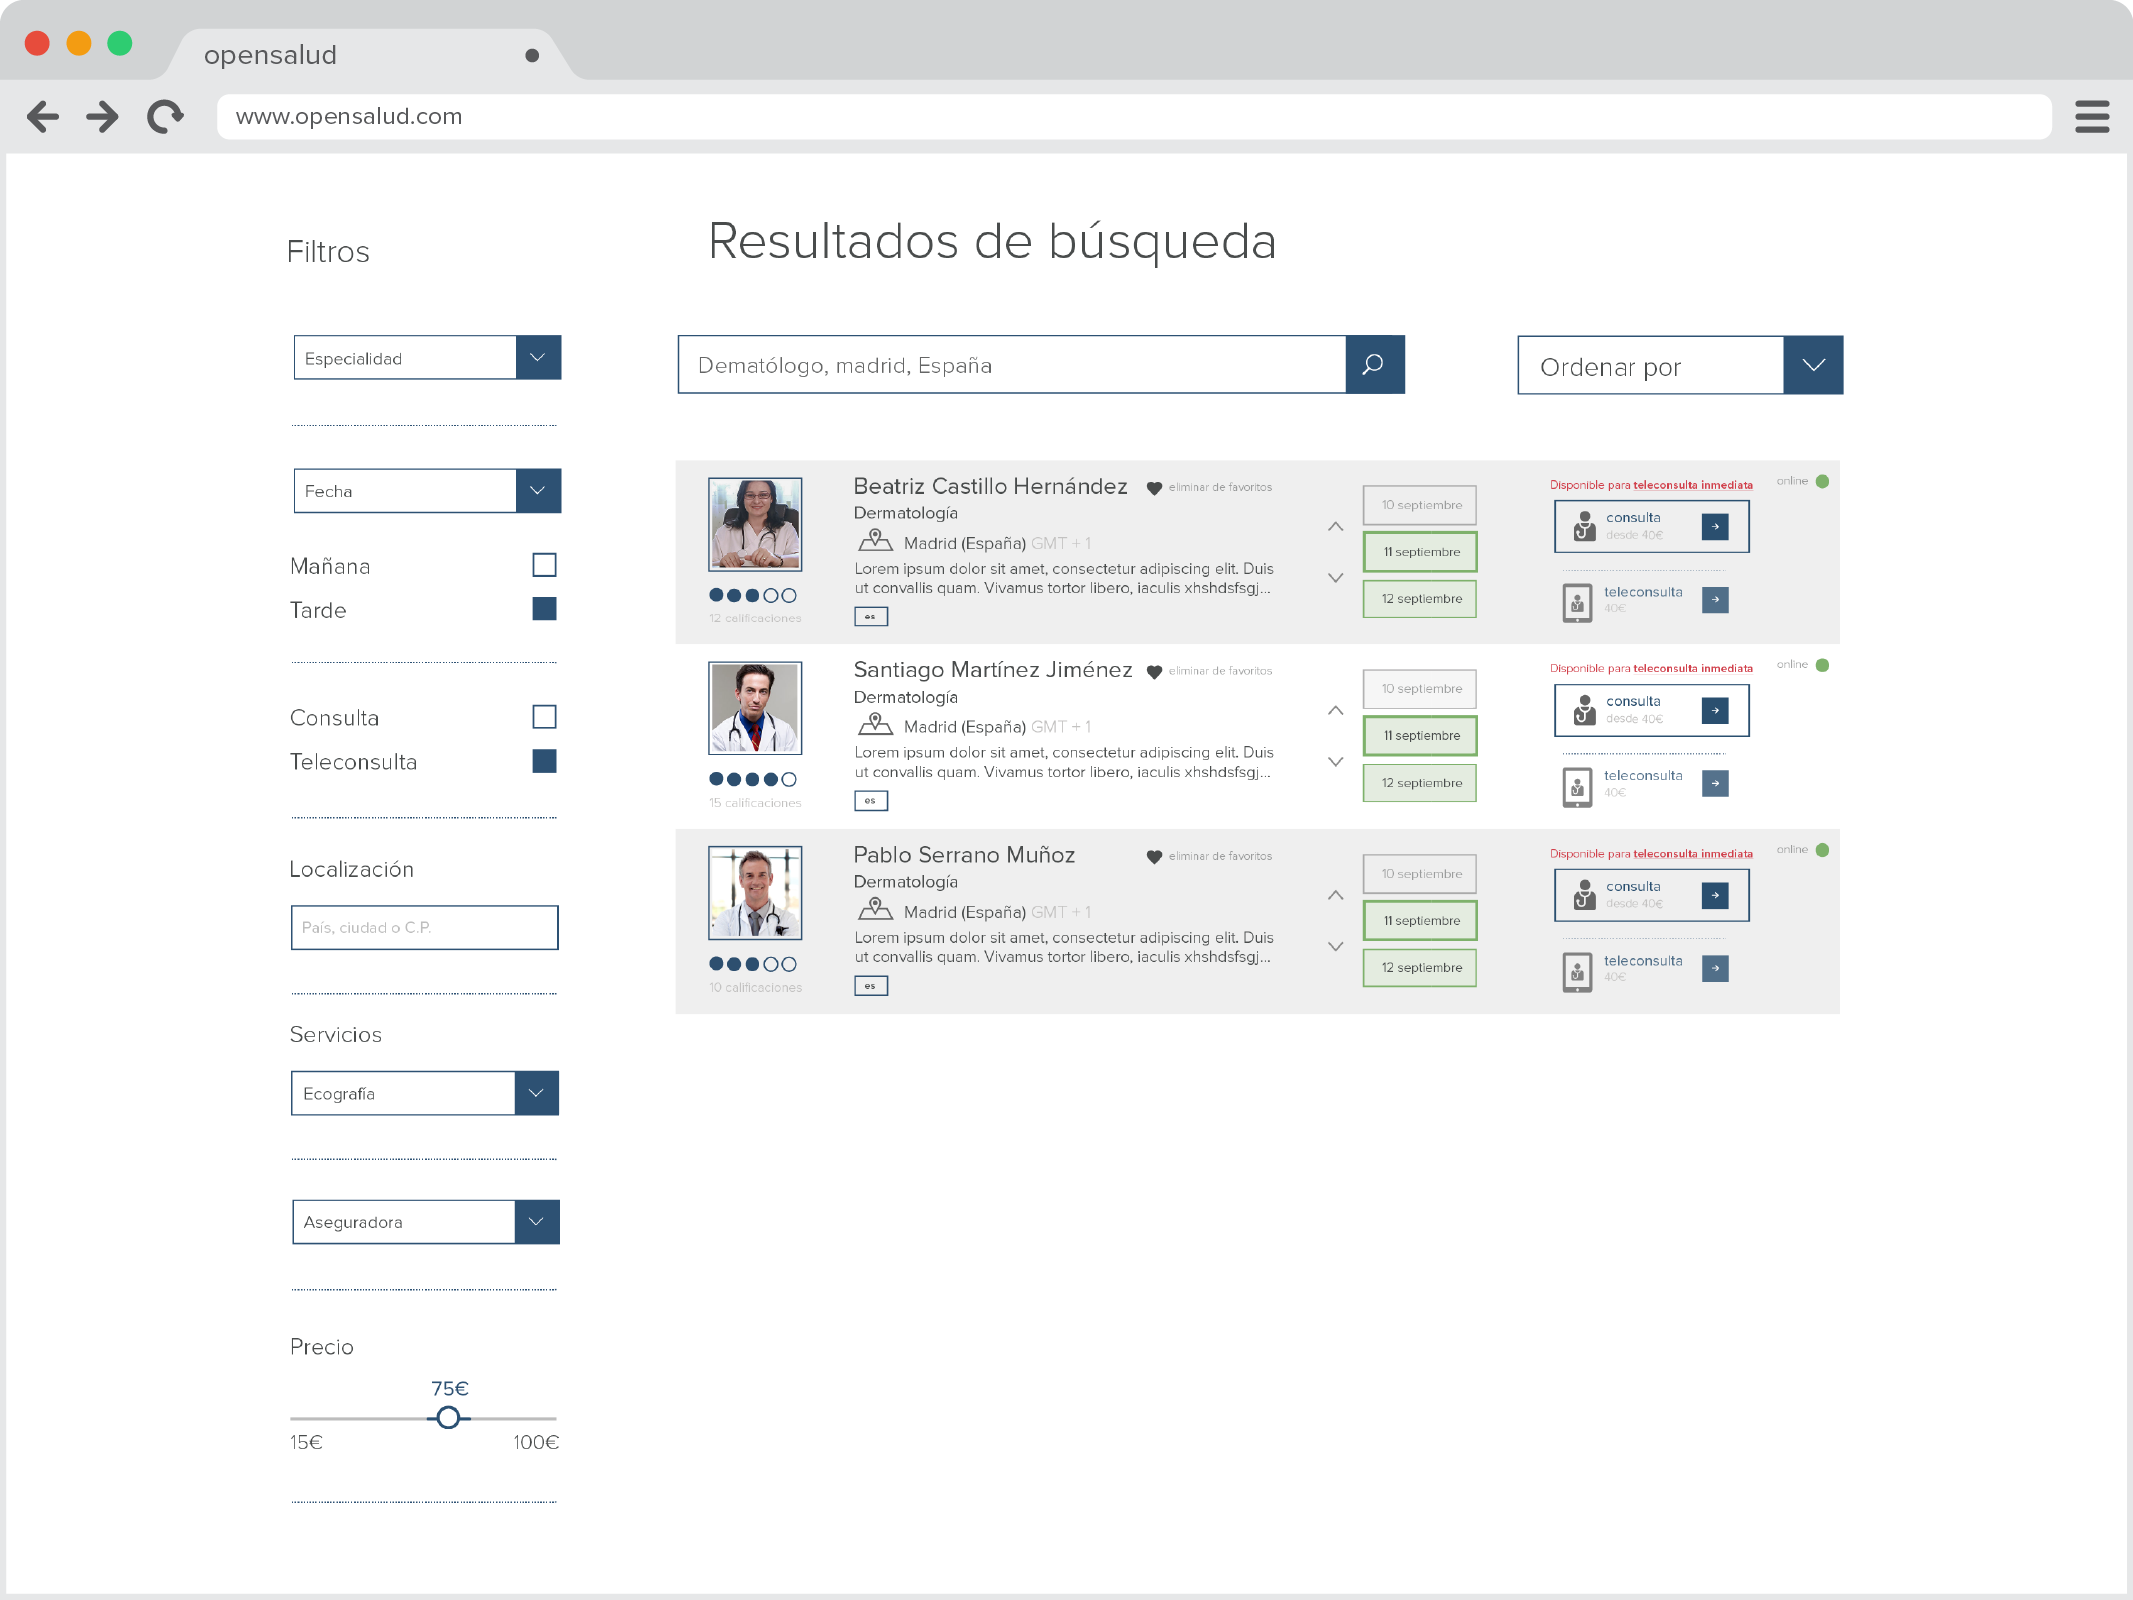 opensalud
www.opensalud.com
Filtros
Especialidad
Fecha
Mañana
Tarde
Consulta
Teleconsulta
Localización
País, ciudad o C.P.
Servicios
Ecografía
Aseguradora
Precio
75€
15€ 100€
Resultados de búsqueda
Dematólogo, madrid, España
Ordenar por
Beatriz Castillo Hernández eliminar de favoritos
Dermatología
Madrid (España) GMT + 1
Lorem ipsum dolor sit amet, consectetur adipiscing elit. Duis
ut convallis quam. Vivamus tortor libero, iaculis xhshdsfsgj...
es
12 calificaciones
10 septiembre
11 septiembre
12 septiembre
Disponible para teleconsulta inmediata
online
consulta
desde 40€
teleconsulta
40€
Santiago Martínez Jiménez eliminar de favoritos
Dermatología
Madrid (España) GMT + 1
Lorem ipsum dolor sit amet, consectetur adipiscing elit. Duis
ut convallis quam. Vivamus tortor libero, iaculis xhshdsfsgj...
es
15 calificaciones
10 septiembre
11 septiembre
12 septiembre
Disponible para teleconsulta inmediata
online
consulta
desde 40€
teleconsulta
40€
Pablo Serrano Muñoz eliminar de favoritos
Dermatología
Madrid (España) GMT + 1
Lorem ipsum dolor sit amet, consectetur adipiscing elit. Duis
ut convallis quam. Vivamus tortor libero, iaculis xhshdsfsgj...
es
10 calificaciones
10 septiembre
11 septiembre
12 septiembre
Disponible para teleconsulta inmediata
online
consulta
desde 40€
teleconsulta
40€